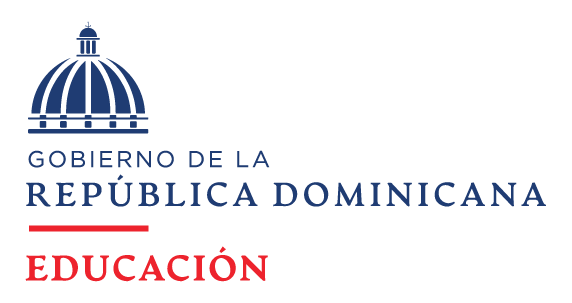 GOBIERNO DE LA
REPÚBLICA DOMINICANA
EDUCACIÓN